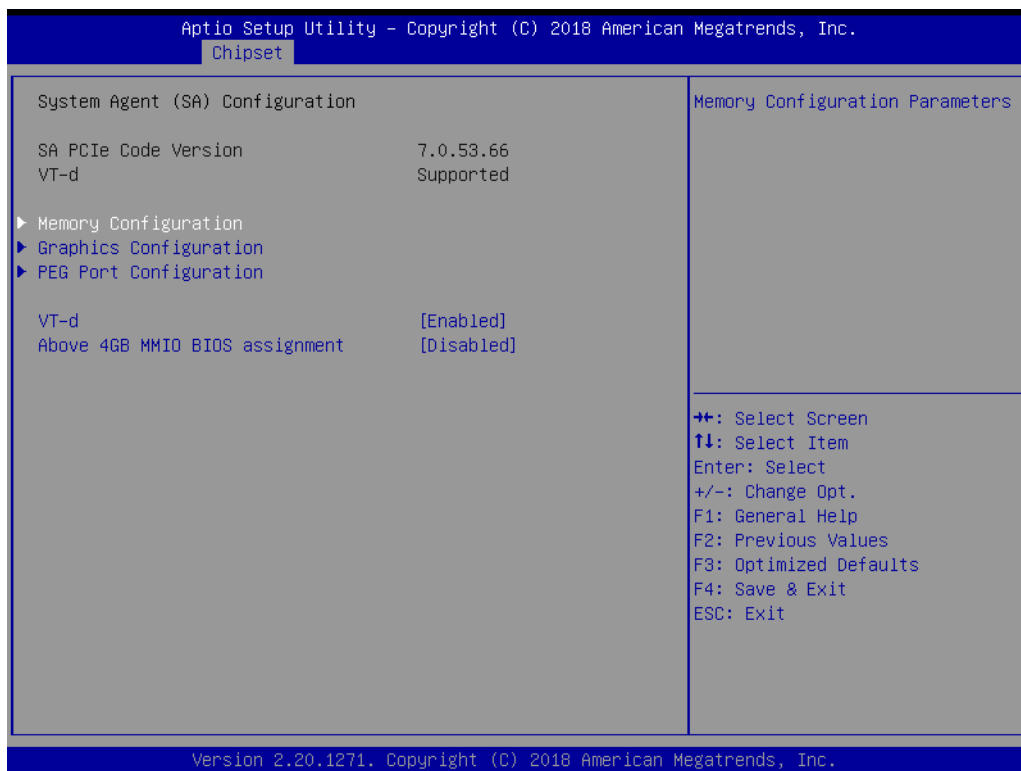 Aptio Setup Utility – Copyright (C) 2018 American Megatrends, Inc.
Chipset
System Agent (SA) Configuration
SA PCIe Code Version 7.0.53.66
VT-d Supported
▶ Memory Configuration
▶ Graphics Configuration
▶ PEG Port Configuration
VT-d [Enabled]
Above 4GB MMIO BIOS assignment [Disabled]
Memory Configuration Parameters
→←: Select Screen
↑↓: Select Item
Enter: Select
+/-: Change Opt.
F1: General Help
F2: Previous Values
F3: Optimized Defaults
F4: Save & Exit
ESC: Exit
Version 2.20.1271. Copyright (C) 2018 American Megatrends, Inc.